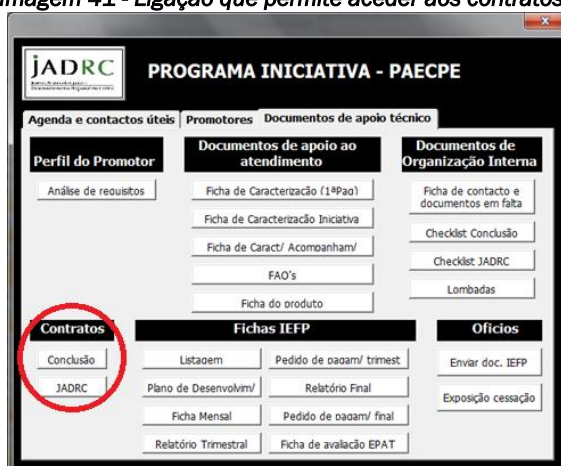 Imagem 41 - Ligação que permite aceder aos contratos
jADRC
PROGRAMA INICIATIVA - PAECPE
Agenda e contactos úteis Promotores Documentos de apoio técnico
Perfil do Promotor
Análise de requisitos
Documentos de apoio ao
atendimento
Ficha de Caracterização (1ªPag)
Ficha de Caracterização Iniciativa
Ficha de Caract/ Acompanham/
FAO's
Ficha do produto
Documentos de
Organização Interna
Ficha de contacto e
documentos em falta
Checklist Conclusão
Checklist JADRC
Lombadas
Contratos
Conclusão
JADRC
Fichas IEFP
Listagem Pedido de pagam/ trimest
Plano de Desenvolvim/ Relatório Final
Ficha Mensal Pedido de pagam/ final
Relatório Trimestral Ficha de avaliação EPAT
Oficios
Enviar doc. IEFP
Exposição cessação